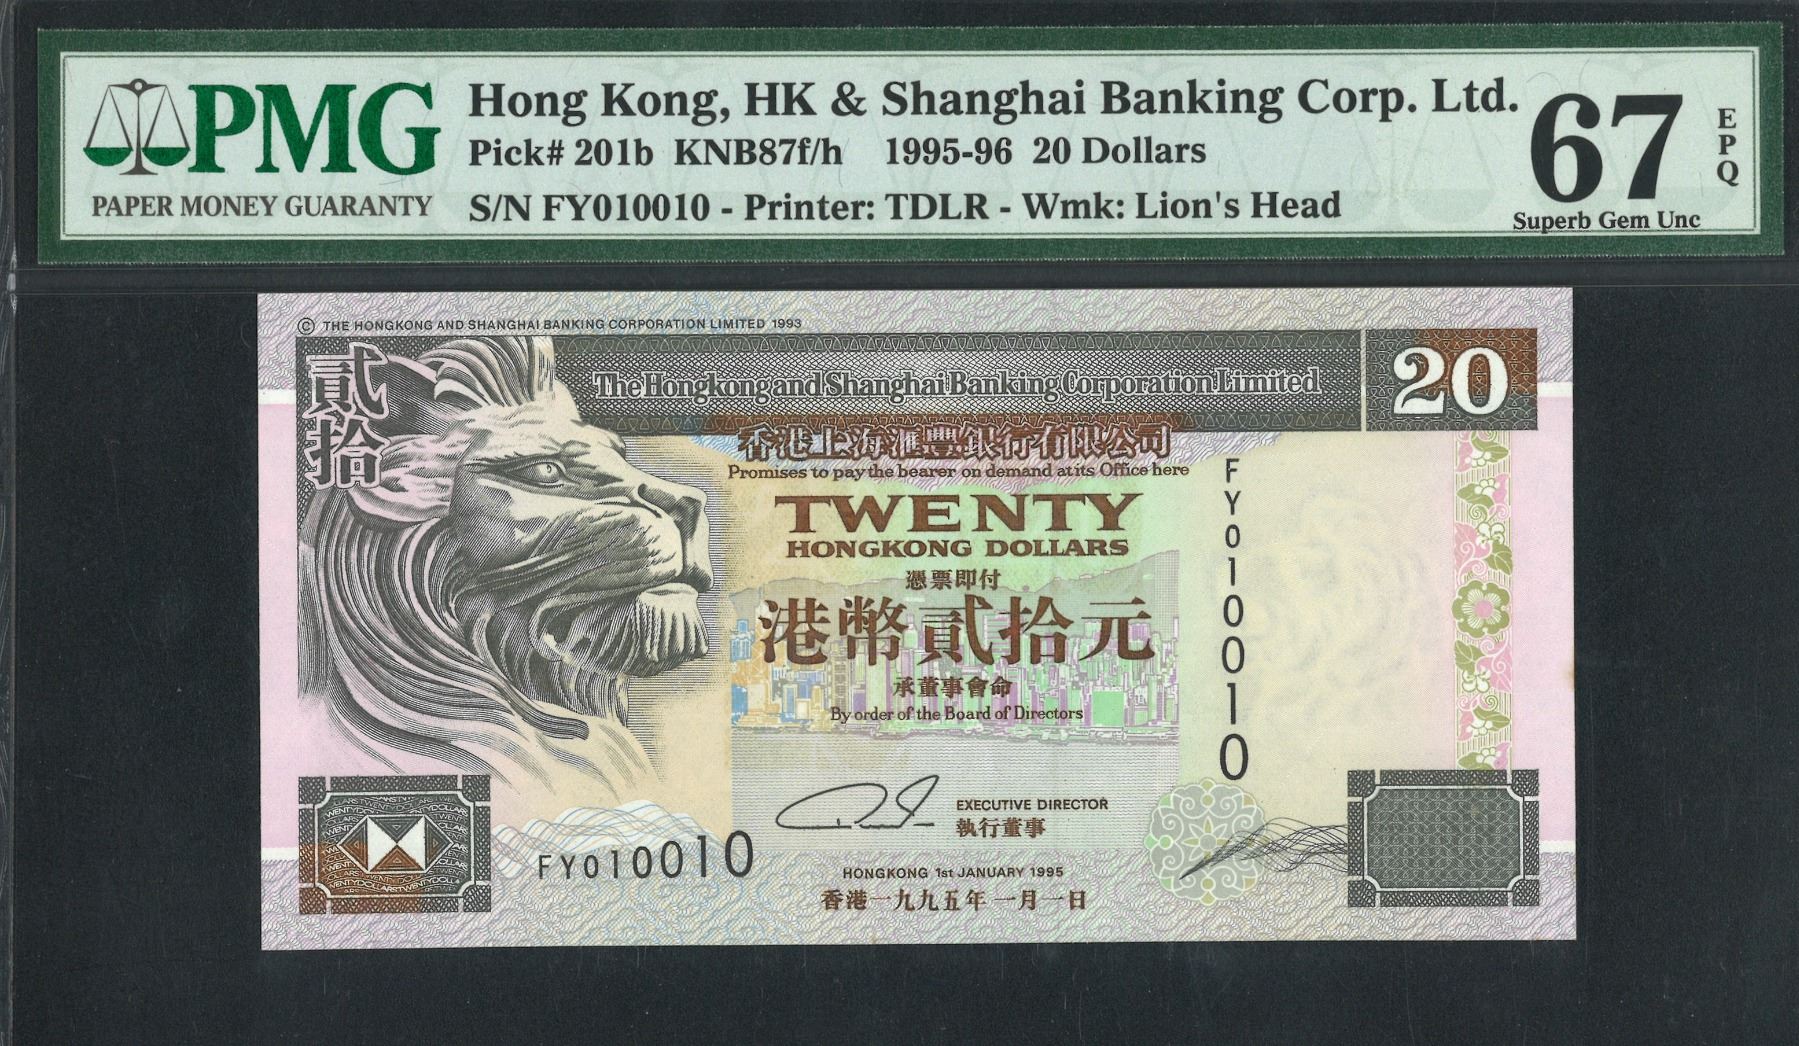 PMG
PAPER MONEY GUARANTY
Hong Kong, HK & Shanghai Banking Corp. Ltd.
Pick# 201b KNB87f/h 1995-96 20 Dollars
S/N FY010010 - Printer: TDLR - Wmk: Lion's Head
67
EPQ
Superb Gem Unc
© THE HONGKONG AND SHANGHAI BANKING CORPORATION LIMITED 1993
貳拾
The Hongkong and Shanghai Banking Corporation Limited
20
香港上海滙豐銀行有限公司
Promises to pay the bearer on demand at its Office here
TWENTY
HONGKONG DOLLARS
憑票即付
港幣貳拾元
承董事會命
By order of the Board of Directors
FY010010
EXECUTIVE DIRECTOR
執行董事
FY010010
HONGKONG 1st JANUARY 1995
香港一九九五年一月一日